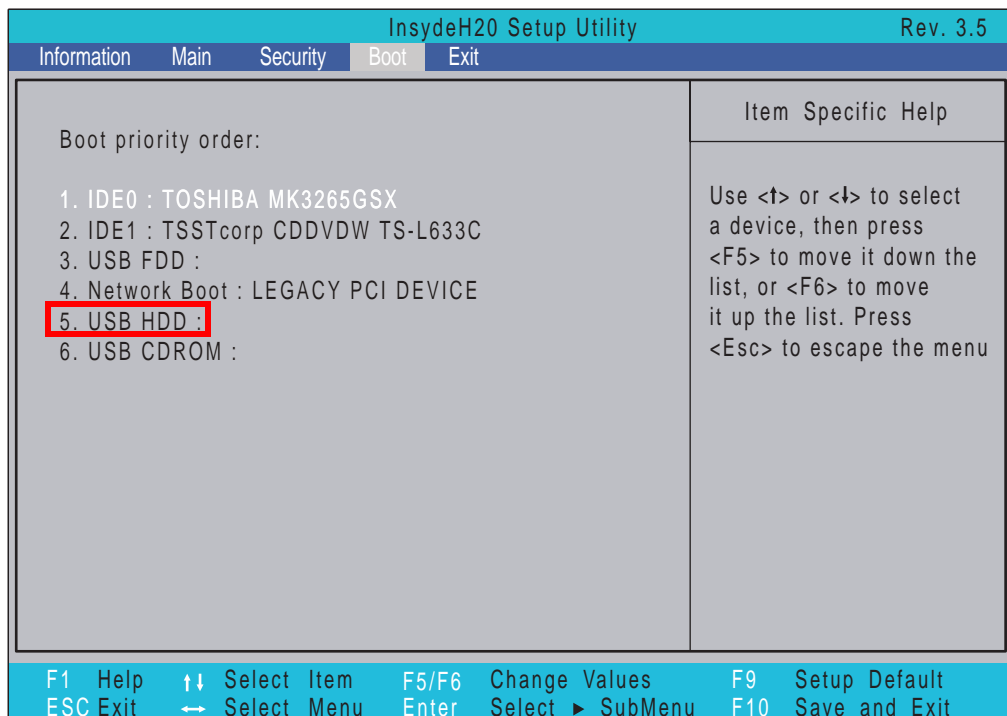 InsydeH20 Setup Utility Rev. 3.5
Information Main Security Boot Exit
Boot priority order:
1. IDE0 : TOSHIBA MK3265GSX
2. IDE1 : TSSTcorp CDDVDW TS-L633C
3. USB FDD :
4. Network Boot : LEGACY PCI DEVICE
5. USB HDD :
6. USB CDROM :
Item Specific Help
Use <↑> or <↓> to select
a device, then press
<F5> to move it down the
list, or <F6> to move
it up the list. Press
<Esc> to escape the menu
F1 Help ↑↓ Select Item F5/F6 Change Values F9 Setup Default
ESC Exit ↔ Select Menu Enter Select ► SubMenu F10 Save and Exit